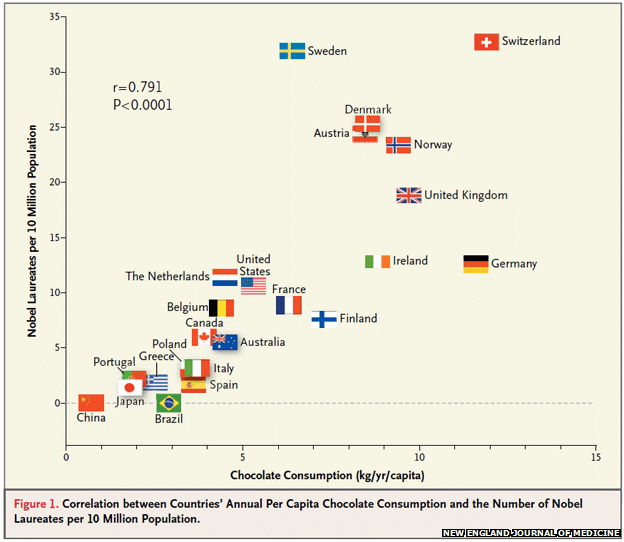 35
30
25
20
15
10
5
0
Nobel Laureates per 10 Million Population
r=0.791
P<0.0001
Sweden
Switzerland
Denmark
Austria
Norway
United Kingdom
Ireland
Germany
United
States
The Netherlands
France
Belgium
Finland
Canada
Australia
Poland
Portugal
Greece
Italy
Spain
Japan
China
Brazil
0
5
10
15
Chocolate Consumption (kg/yr/capita)
Figure 1. Correlation between Countries' Annual Per Capita Chocolate Consumption and the Number of Nobel
Laureates per 10 Million Population.
NEW ENGLAND JOURNAL OF MEDICINE